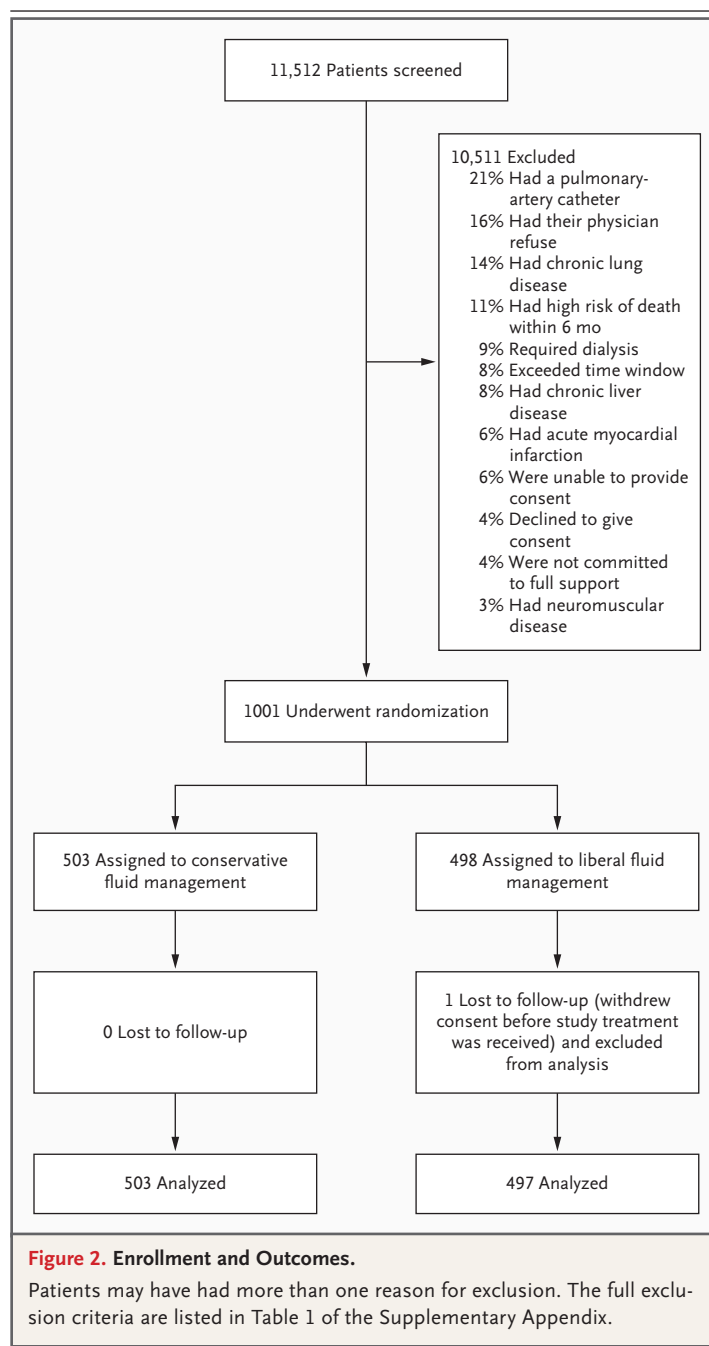 11,512 Patients screened
10,511 Excluded
21% Had a pulmonary-
artery catheter
16% Had their physician
refuse
14% Had chronic lung
disease
11% Had high risk of death
within 6 mo
9% Required dialysis
8% Exceeded time window
8% Had chronic liver
disease
6% Had acute myocardial
infarction
6% Were unable to provide
consent
4% Declined to give
consent
4% Were not committed
to full support
3% Had neuromuscular
disease
1001 Underwent randomization
503 Assigned to conservative
fluid management
498 Assigned to liberal fluid
management
0 Lost to follow-up
1 Lost to follow-up (withdrew
consent before study treatment
was received) and excluded
from analysis
503 Analyzed
497 Analyzed
Figure 2. Enrollment and Outcomes.
Patients may have had more than one reason for exclusion. The full exclu-
sion criteria are listed in Table 1 of the Supplementary Appendix.